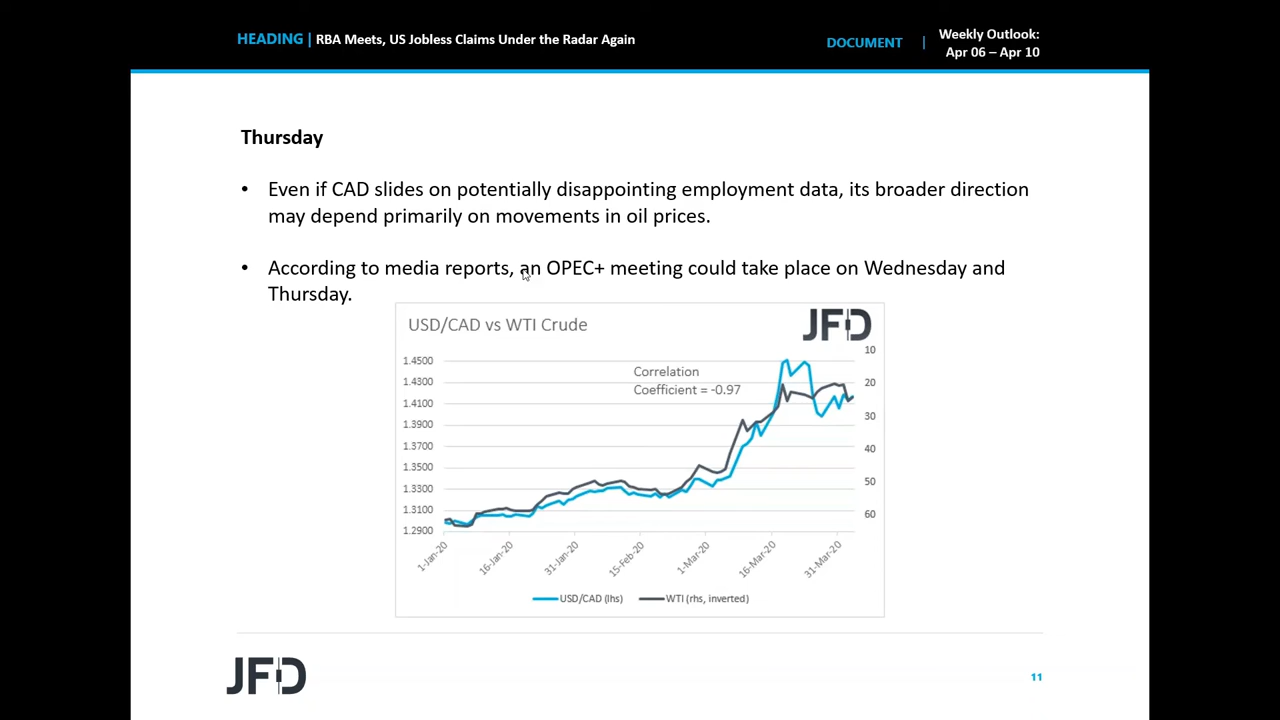 HEADING | RBA Meets, US Jobless Claims Under the Radar Again
DOCUMENT | Weekly Outlook:
Apr 06 – Apr 10
Thursday
• Even if CAD slides on potentially disappointing employment data, its broader direction
may depend primarily on movements in oil prices.
• According to media reports, an OPEC+ meeting could take place on Wednesday and
Thursday.
USD/CAD vs WTI Crude
JFD
Correlation
Coefficient = -0.97
1.4500
1.4300
1.4100
1.3900
1.3700
1.3500
1.3300
1.3100
1.2900
10
20
30
40
50
60
1-Jan-20
16-Jan-20
31-Jan-20
15-Feb-20
1-Mar-20
16-Mar-20
31-Mar-20
USD/CAD (lhs)
WTI (rhs, inverted)
JFD
11